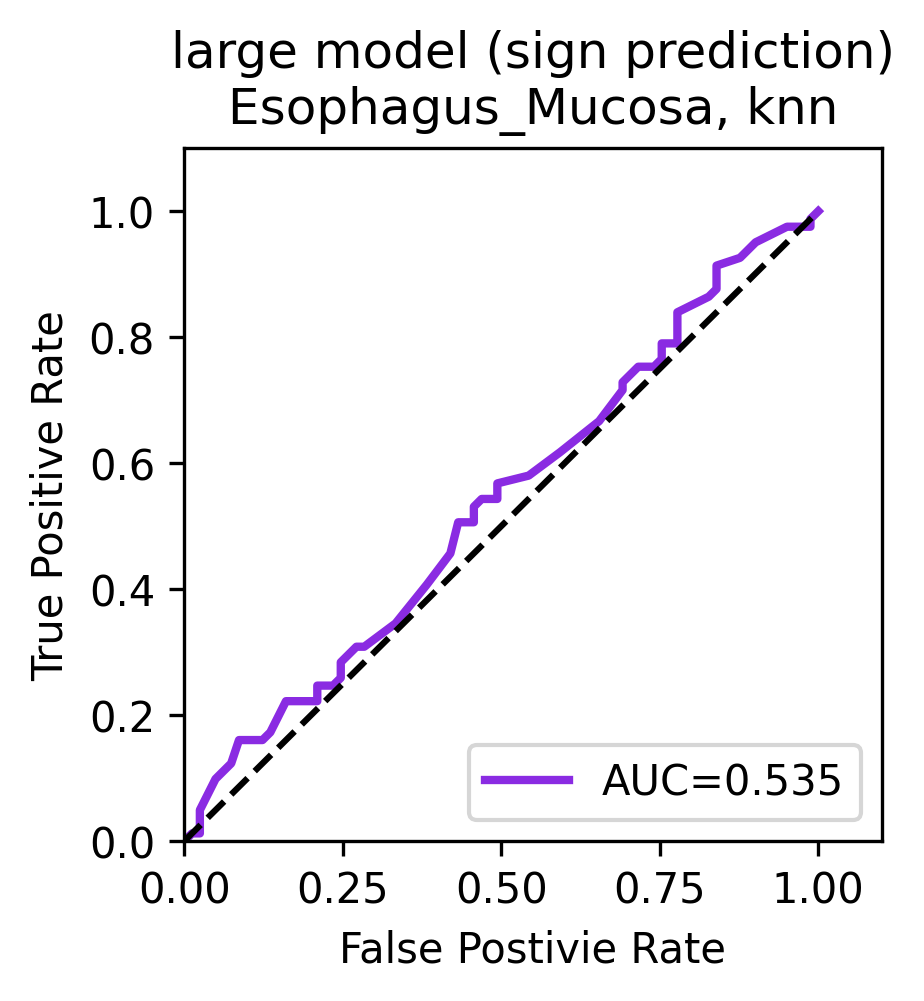 large model (sign prediction)
Esophagus_Mucosa, knn
True Positive Rate
1.0
0.8
0.6
0.4
0.2
0.0
AUC=0.535
0.00 0.25 0.50 0.75 1.00
False Postivie Rate